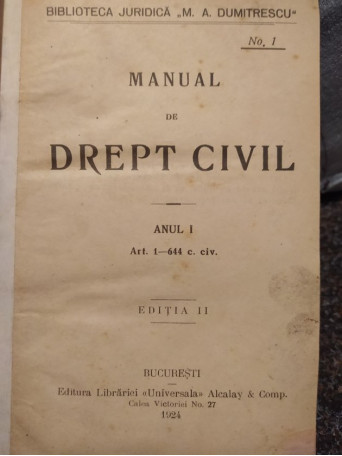 BIBLIOTECA JURIDICĂ „M. A. DUMITRESCU"
No. 1
MANUAL
DE
DREPT CIVIL
ANUL I
Art. 1—644 c. civ.
EDIȚIA II
BUCUREȘTI
Editura Librăriei «Universala» Alcalay & Comp.
Calea Victoriei No. 27
1924